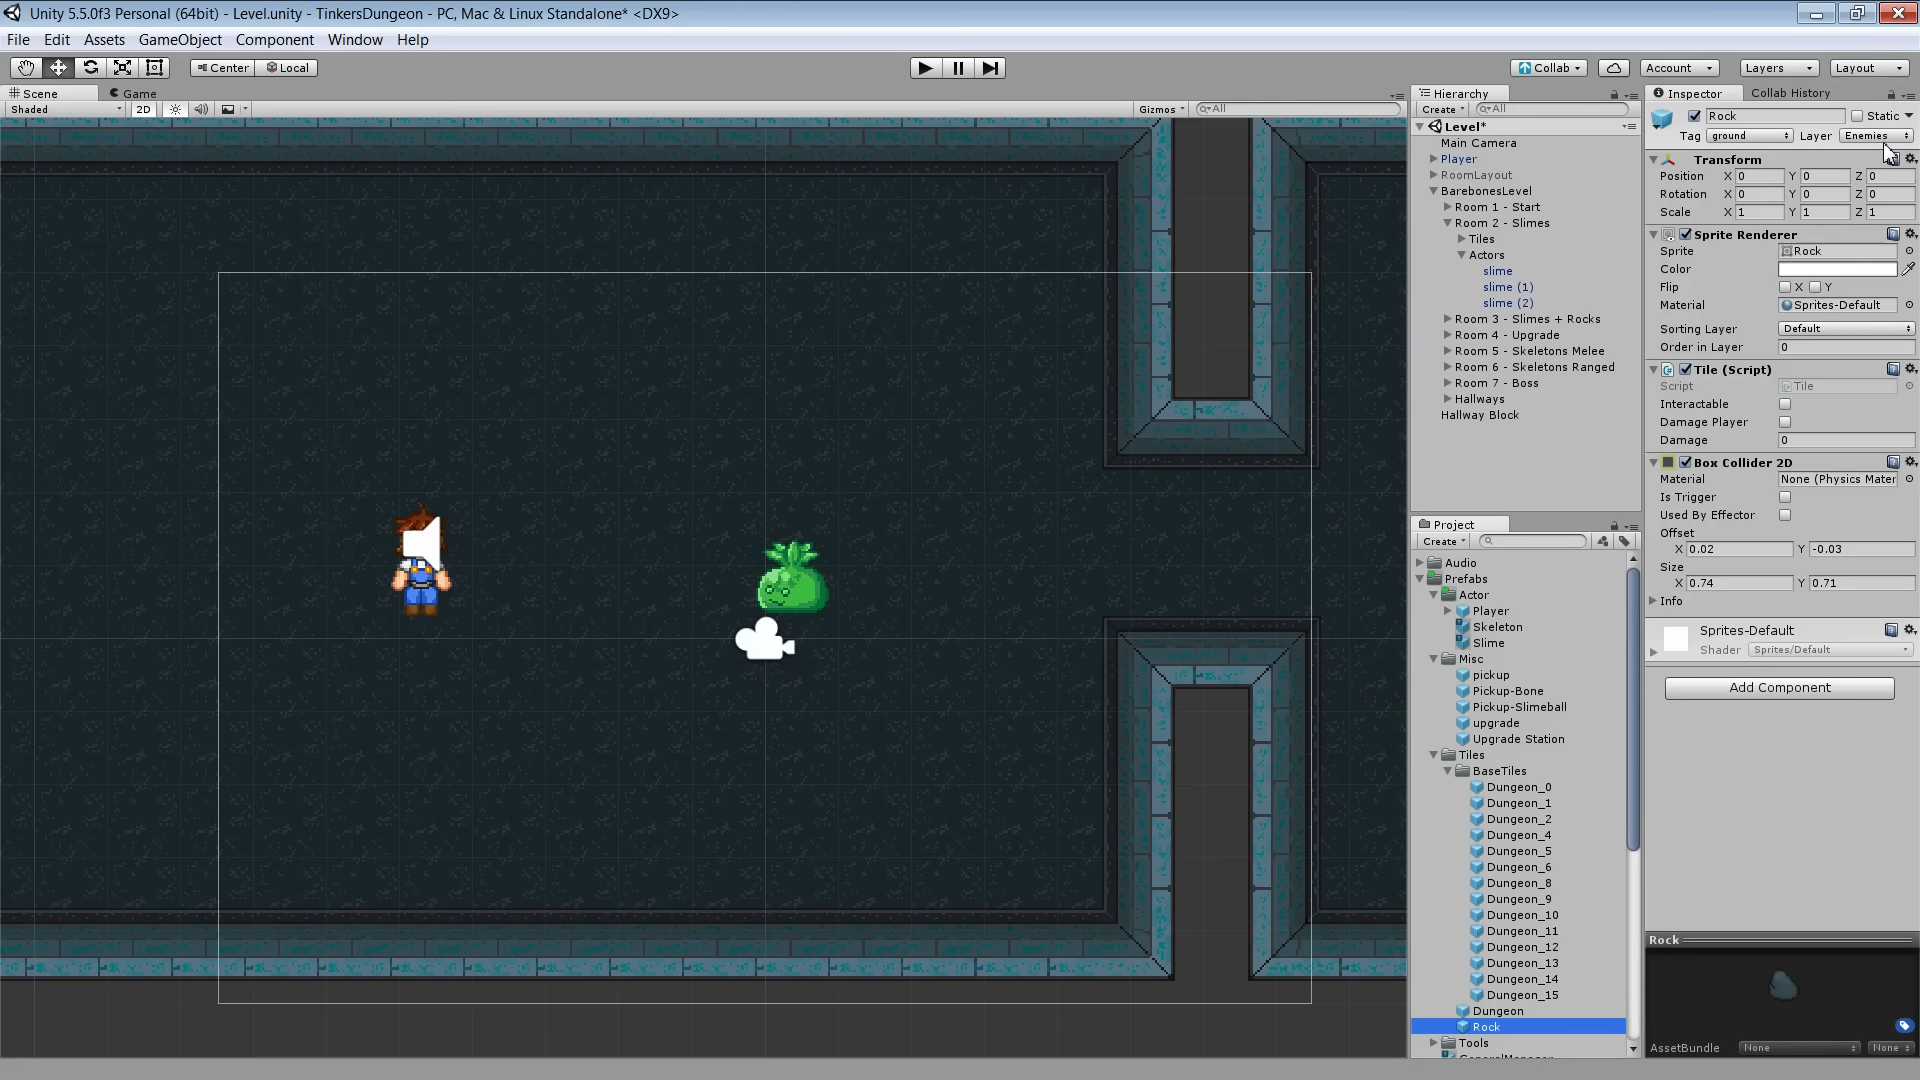 Unity 5.5.0f3 Personal (64bit) - Level.unity - TinkersDungeon - PC, Mac & Linux Standalone* <DX9>
File Edit Assets GameObject Component Window Help
Center Local Collab Account Layers Layout
Scene Game
Shaded 2D Gizmos All
Hierarchy
Create All
Level*
Main Camera
Player
RoomLayout
BarebonesLevel
Room 1 - Start
Room 2 - Slimes
Tiles
Actors
slime
slime (1)
slime (2)
Room 3 - Slimes + Rocks
Room 4 - Upgrade
Room 5 - Skeletons Melee
Room 6 - Skeletons Ranged
Room 7 - Boss
Hallways
Hallway Block
Project
Create
Audio
Prefabs
Actor
Player
Skeleton
Slime
Misc
pickup
Pickup-Bone
Pickup-Slimeball
upgrade
Upgrade Station
Tiles
BaseTiles
Dungeon_0
Dungeon_1
Dungeon_2
Dungeon_4
Dungeon_5
Dungeon_6
Dungeon_8
Dungeon_9
Dungeon_10
Dungeon_11
Dungeon_12
Dungeon_13
Dungeon_14
Dungeon_15
Dungeon
Rock
Tools
Inspector Collab History
Rock Static
Tag ground Layer Enemies
Transform
Position X 0 Y 0 Z 0
Rotation X 0 Y 0 Z 0
Scale X 1 Y 1 Z 1
Sprite Renderer
Sprite Rock
Color
Flip X Y
Material Sprites-Default
Sorting Layer Default
Order in Layer 0
Tile (Script)
Script Tile
Interactable
Damage Player
Damage 0
Box Collider 2D
Material None (Physics Mater
Is Trigger
Used By Effector
Offset
X 0.02 Y -0.03
Size
X 0.74 Y 0.71
Info
Sprites-Default
Shader Sprites/Default
Add Component
Rock
AssetBundle None None